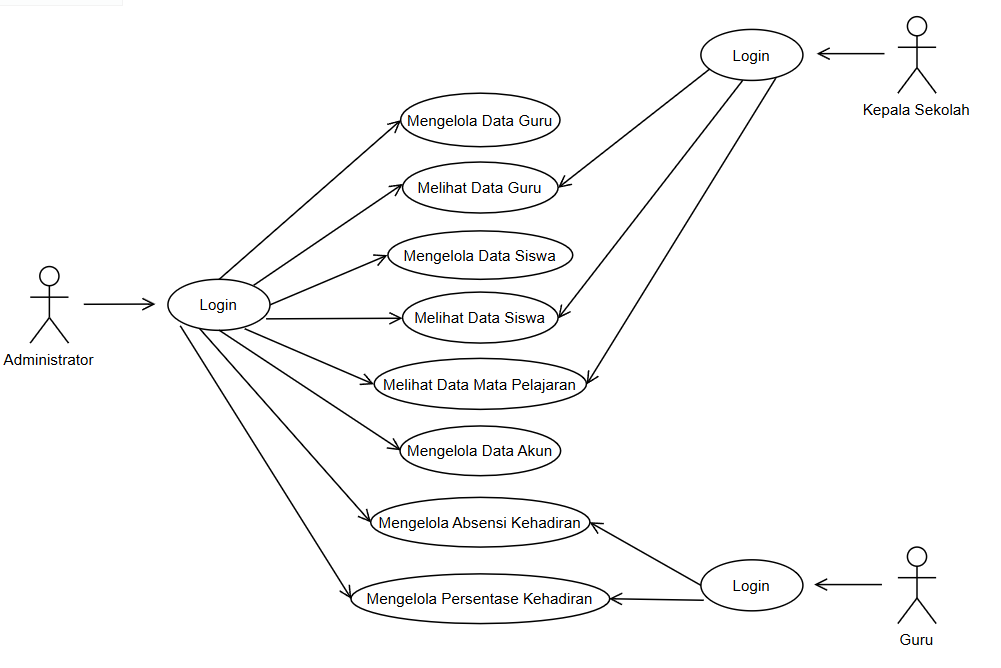 Login
Kepala Sekolah
Mengelola Data Guru
Melihat Data Guru
Mengelola Data Siswa
Login
Melihat Data Siswa
Administrator
Melihat Data Mata Pelajaran
Mengelola Data Akun
Mengelola Absensi Kehadiran
Login
Mengelola Persentase Kehadiran
Guru